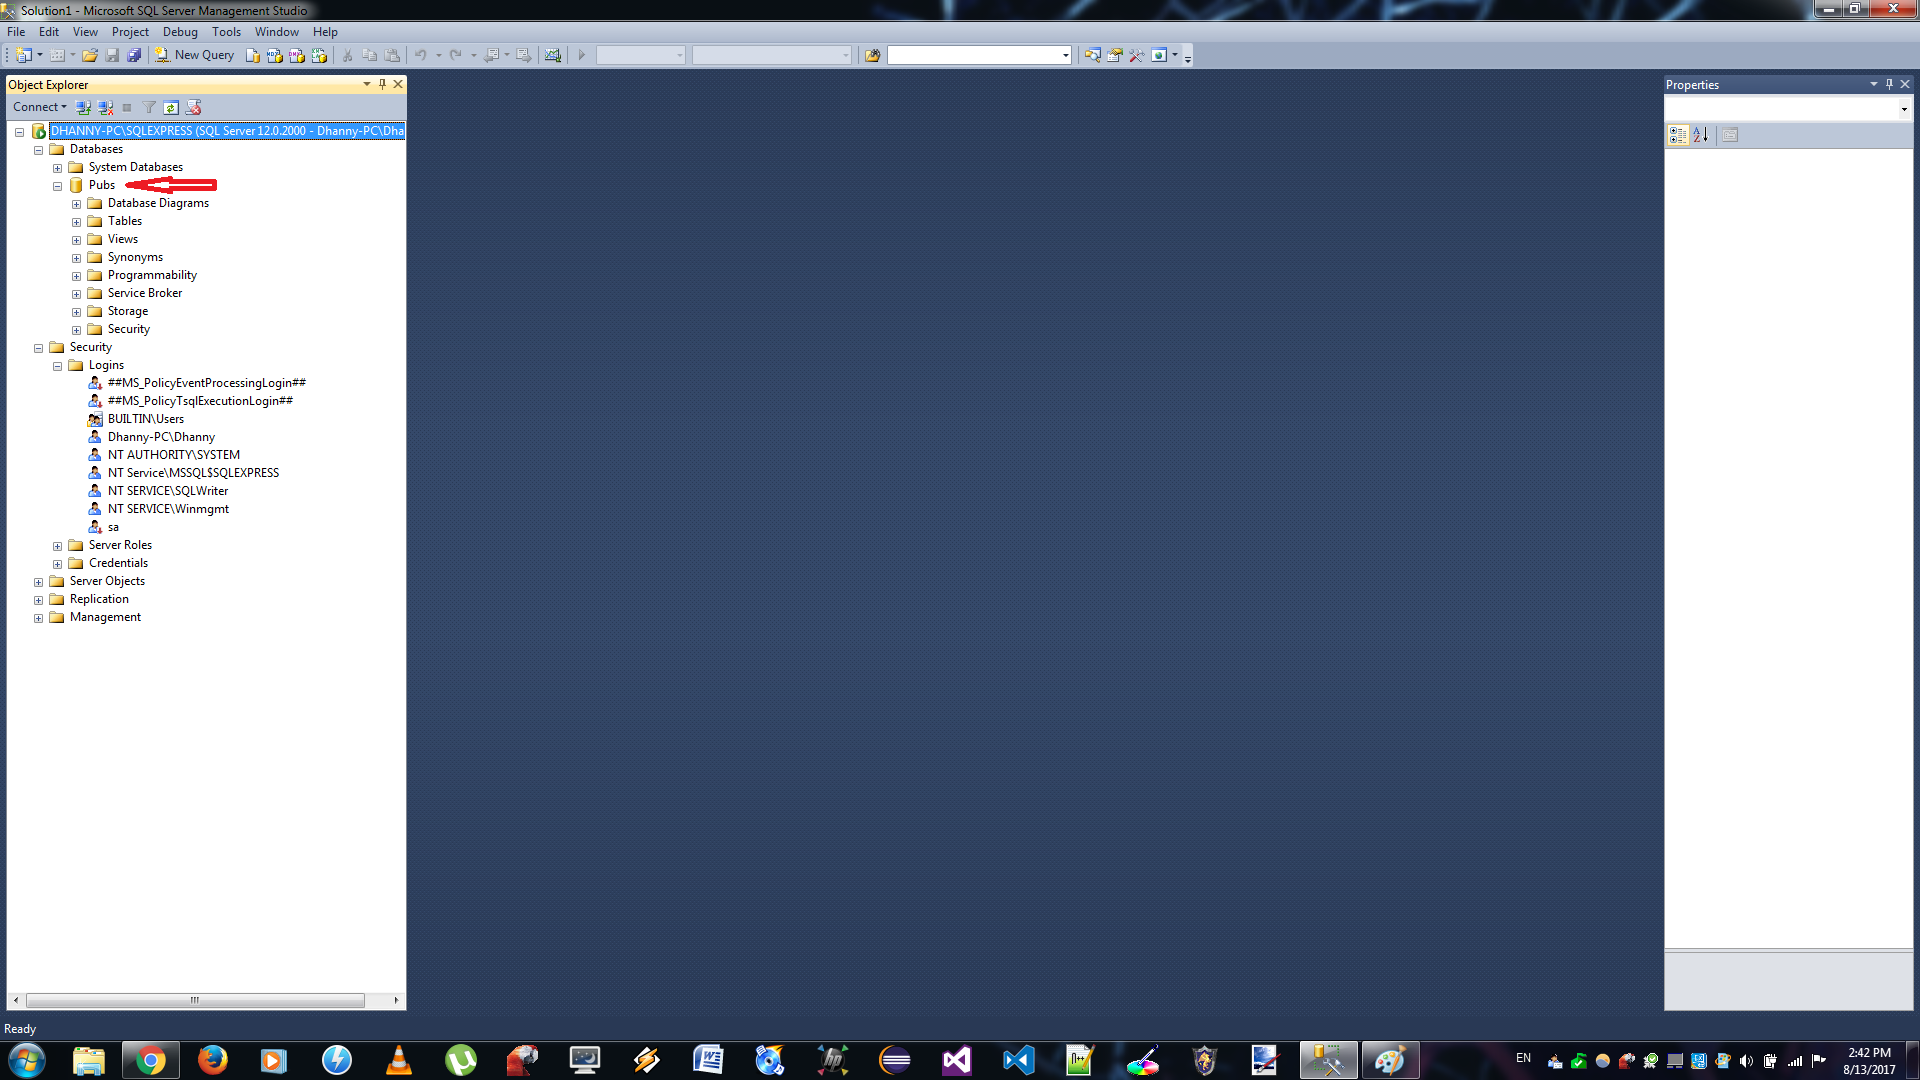 Solution1 - Microsoft SQL Server Management Studio
File Edit View Project Debug Tools Window Help
New Query
Object Explorer
Connect
DHANNY-PC\SQLEXPRESS (SQL Server 12.0.2000 - Dhanny-PC\Dha
Databases
System Databases
Pubs
Database Diagrams
Tables
Views
Synonyms
Programmability
Service Broker
Storage
Security
Security
Logins
##MS_PolicyEventProcessingLogin##
##MS_PolicyTsqlExecutionLogin##
BUILTIN\Users
Dhanny-PC\Dhanny
NT AUTHORITY\SYSTEM
NT Service\MSSQL$SQLEXPRESS
NT SERVICE\SQLWriter
NT SERVICE\Winmgmt
sa
Server Roles
Credentials
Server Objects
Replication
Management
Properties
Ready
EN
2:42 PM
8/13/2017